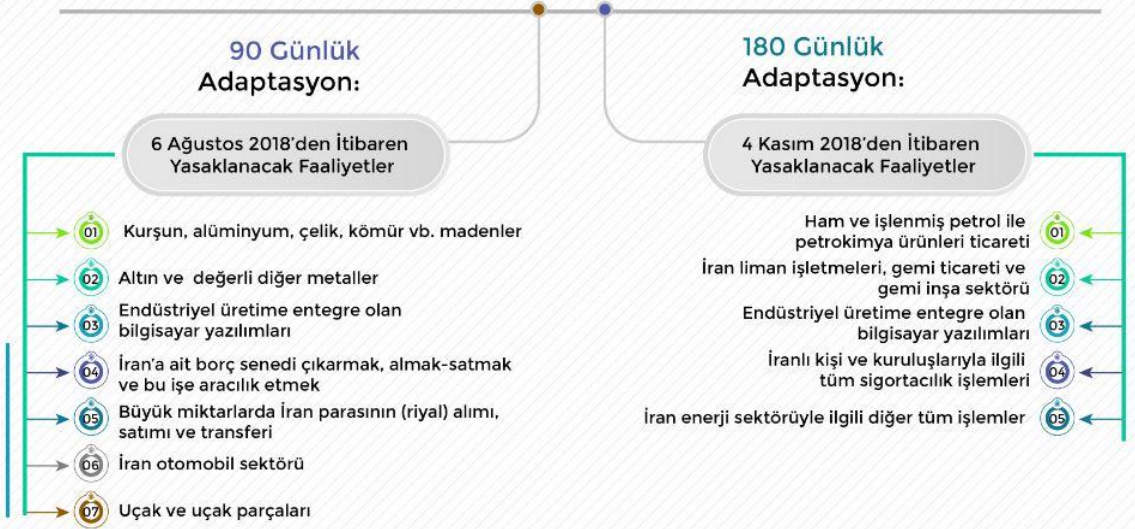 90 Günlük
Adaptasyon:
6 Ağustos 2018'den İtibaren
Yasaklanacak Faaliyetler
01 Kurşun, alüminyum, çelik, kömür vb. madenler
02 Altın ve değerli diğer metaller
03 Endüstriyel üretime entegre olan
bilgisayar yazılımları
04 İran'a ait borç senedi çıkarmak, almak-satmak
ve bu işe aracılık etmek
05 Büyük miktarlarda İran parasının (riyal) alımı,
satımı ve transferi
06 İran otomobil sektörü
07 Uçak ve uçak parçaları
180 Günlük
Adaptasyon:
4 Kasım 2018'den İtibaren
Yasaklanacak Faaliyetler
Ham ve işlenmiş petrol ile 01
petrokimya ürünleri ticareti
İran liman işletmeleri, gemi ticareti ve 02
gemi inşa sektörü
Endüstriyel üretime entegre olan 03
bilgisayar yazılımları
İranlı kişi ve kuruluşlarıyla ilgili 04
tüm sigortacılık işlemleri
İran enerji sektörüyle ilgili diğer tüm işlemler 05